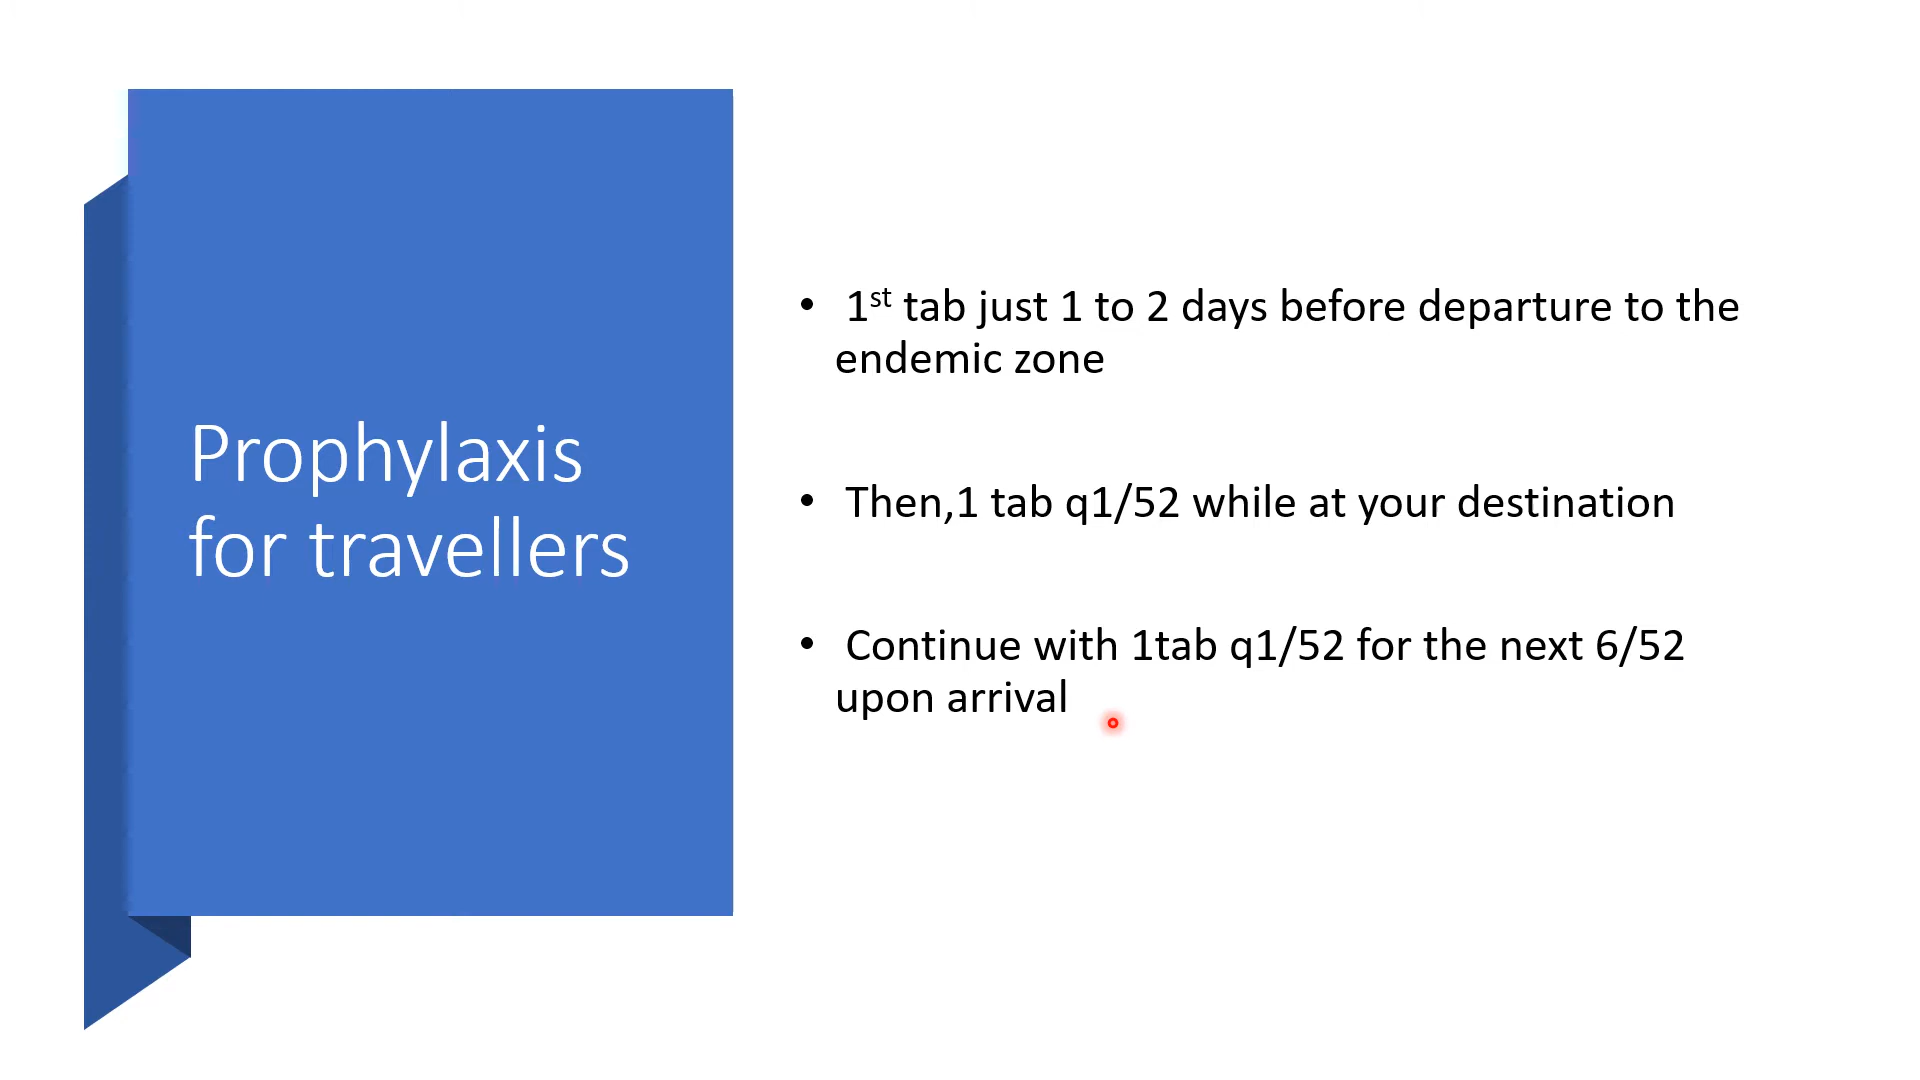 Prophylaxis
for travellers
• 1st tab just 1 to 2 days before departure to the
endemic zone
• Then,1 tab q1/52 while at your destination
• Continue with 1tab q1/52 for the next 6/52
upon arrival